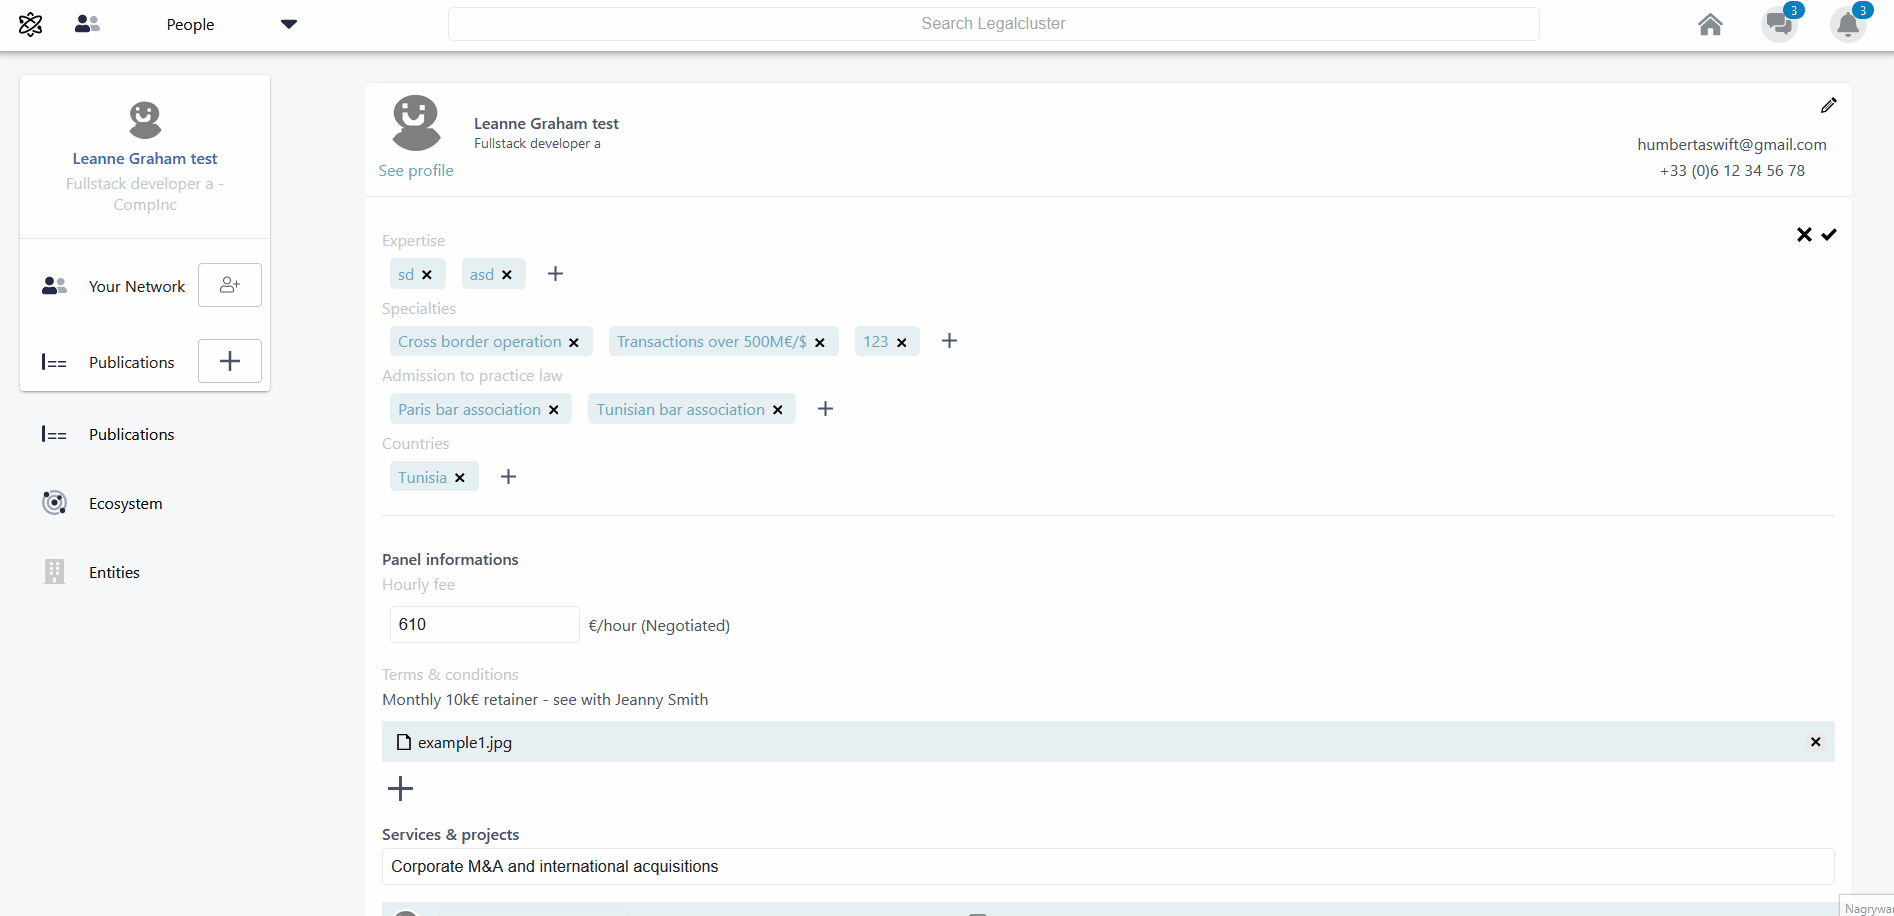 People
Search Legalcluster
3
3
Leanne Graham test
Fullstack developer a -
CompInc
Your Network
Publications
Publications
Ecosystem
Entities
Leanne Graham test
Fullstack developer a
See profile
humbertaswift@gmail.com
+33 (0)6 12 34 56 78
Expertise
sd
asd
Specialties
Cross border operation
Transactions over 500M€/$
123
Admission to practice law
Paris bar association
Tunisian bar association
Countries
Tunisia
Panel informations
Hourly fee
610
€/hour (Negotiated)
Terms & conditions
Monthly 10k€ retainer - see with Jeanny Smith
example1.jpg
Services & projects
Corporate M&A and international acquisitions